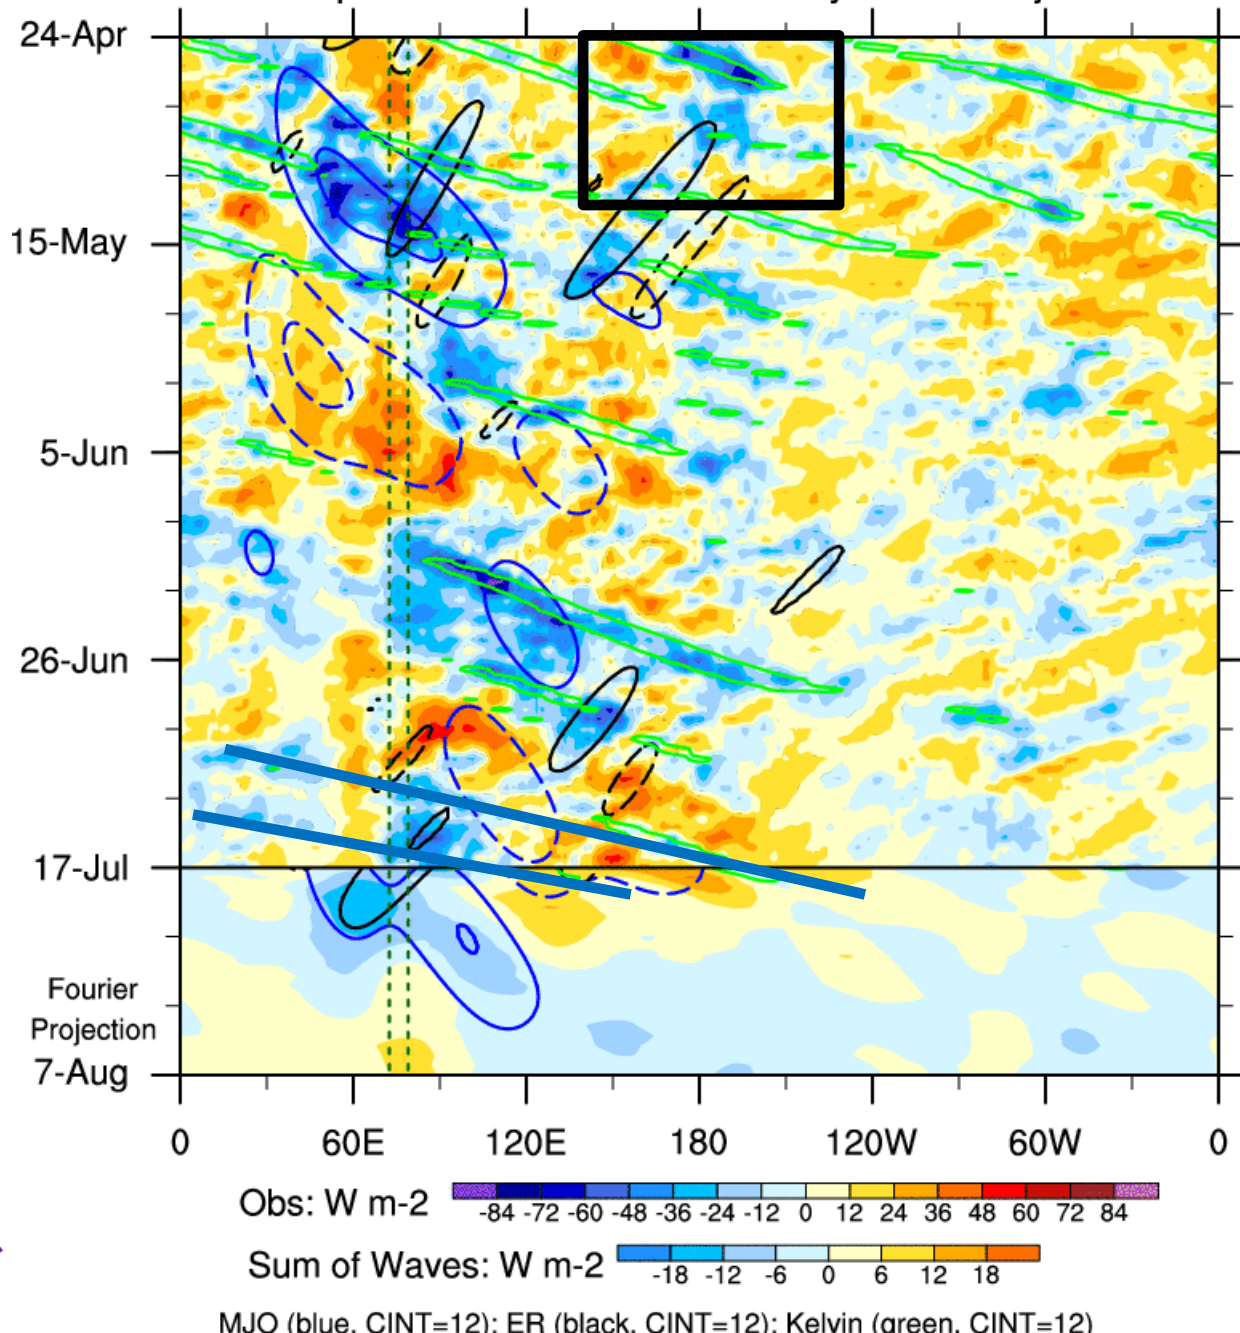 24-Apr
15-May
5-Jun
26-Jun
17-Jul
Fourier
Projection
7-Aug
0 60E 120E 180 120W 60W 0
Obs: W m-2
-84 -72 -60 -48 -36 -24 -12 0 12 24 36 48 60 72 84
Sum of Waves: W m-2
-18 -12 -6 0 6 12 18
MJO (blue, CINT=12); ER (black, CINT=12); Kelvin (green, CINT=12)